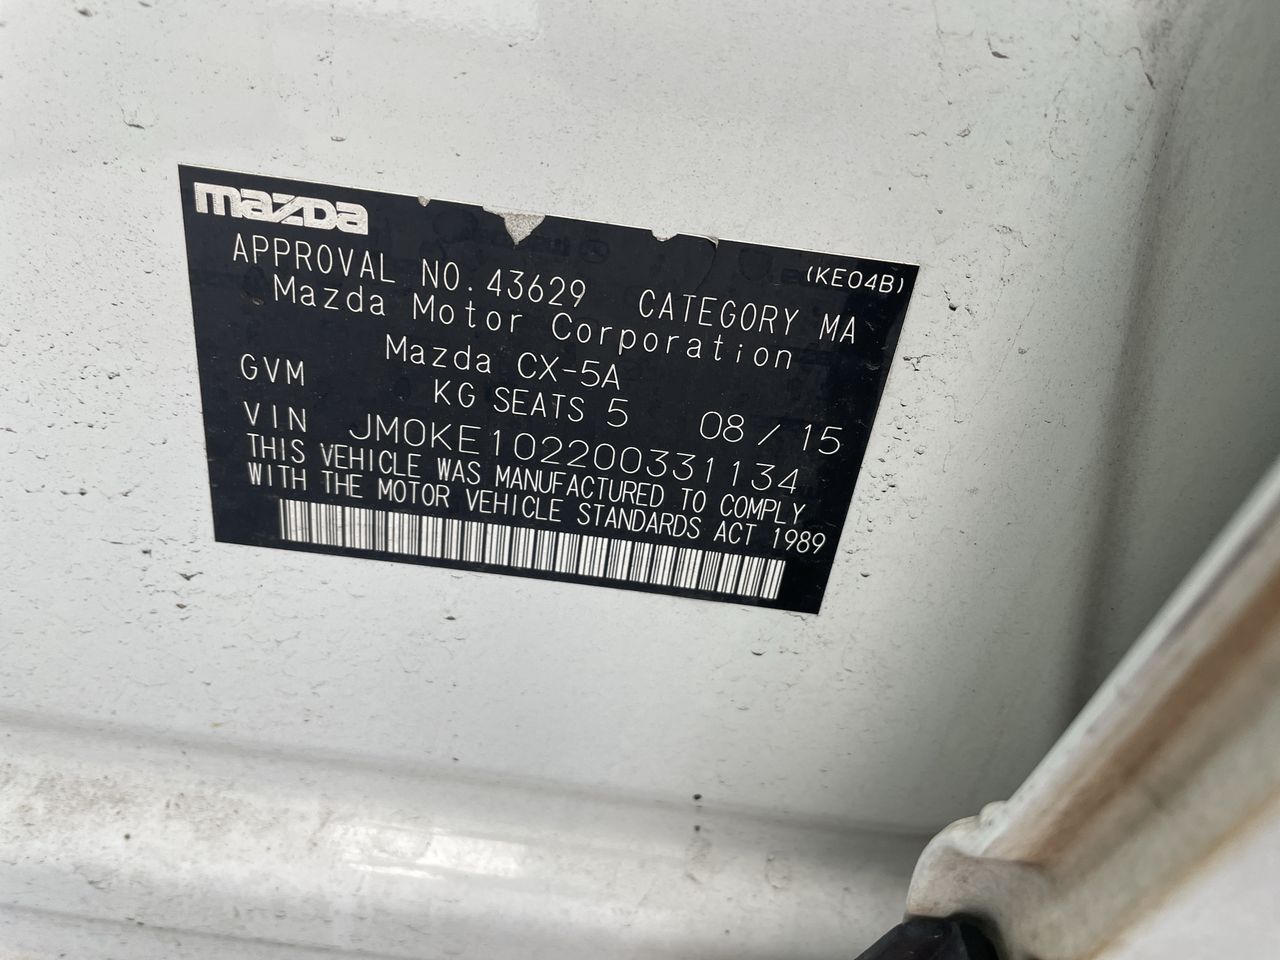 mazda
(KE04B)
APPROVAL NO. 43629 CATEGORY MA
Mazda Motor Corporation
Mazda CX-5A
GVM KG SEATS 5 08/15
VIN JM0KE102200331134
THIS VEHICLE WAS MANUFACTURED TO COMPLY
WITH THE MOTOR VEHICLE STANDARDS ACT 1989